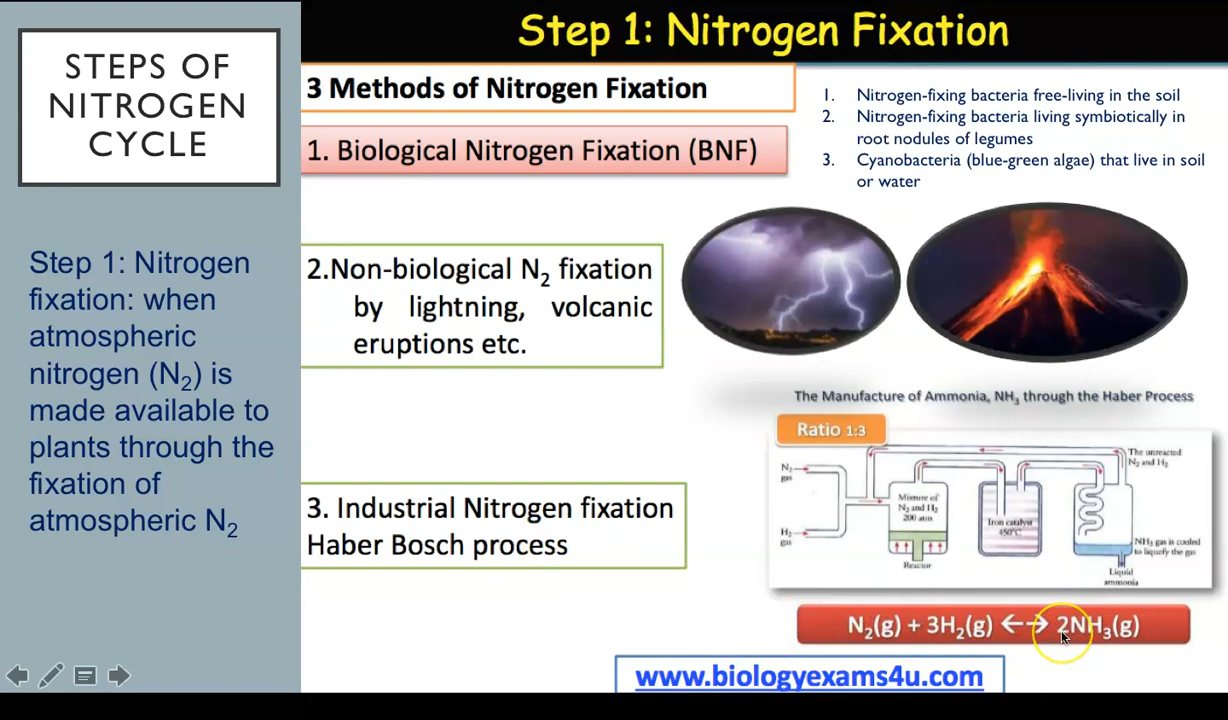 STEPS OF
NITROGEN
CYCLE
Step 1: Nitrogen
fixation: when
atmospheric
nitrogen (N₂) is
made available to
plants through the
fixation of
atmospheric N₂
Step 1: Nitrogen Fixation
3 Methods of Nitrogen Fixation
1. Biological Nitrogen Fixation (BNF)
1. Nitrogen-fixing bacteria free-living in the soil
2. Nitrogen-fixing bacteria living symbiotically in
root nodules of legumes
3. Cyanobacteria (blue-green algae) that live in soil
or water
2.Non-biological N₂ fixation
by lightning, volcanic
eruptions etc.
3. Industrial Nitrogen fixation
Haber Bosch process
The Manufacture of Ammonia, NH₃ through the Haber Process
Ratio 1:3
N₂
gas
H₂
gas
Mixture of
N₂ and H₂
200 atm
Reactor
Iron catalyst
450°C
The unreacted
N₂ and H₂
NH₃ gas is cooled
to liquefy the gas
Liquid
ammonia
N₂(g) + 3H₂(g) ←→ 2NH₃(g)
www.biologyexams4u.com